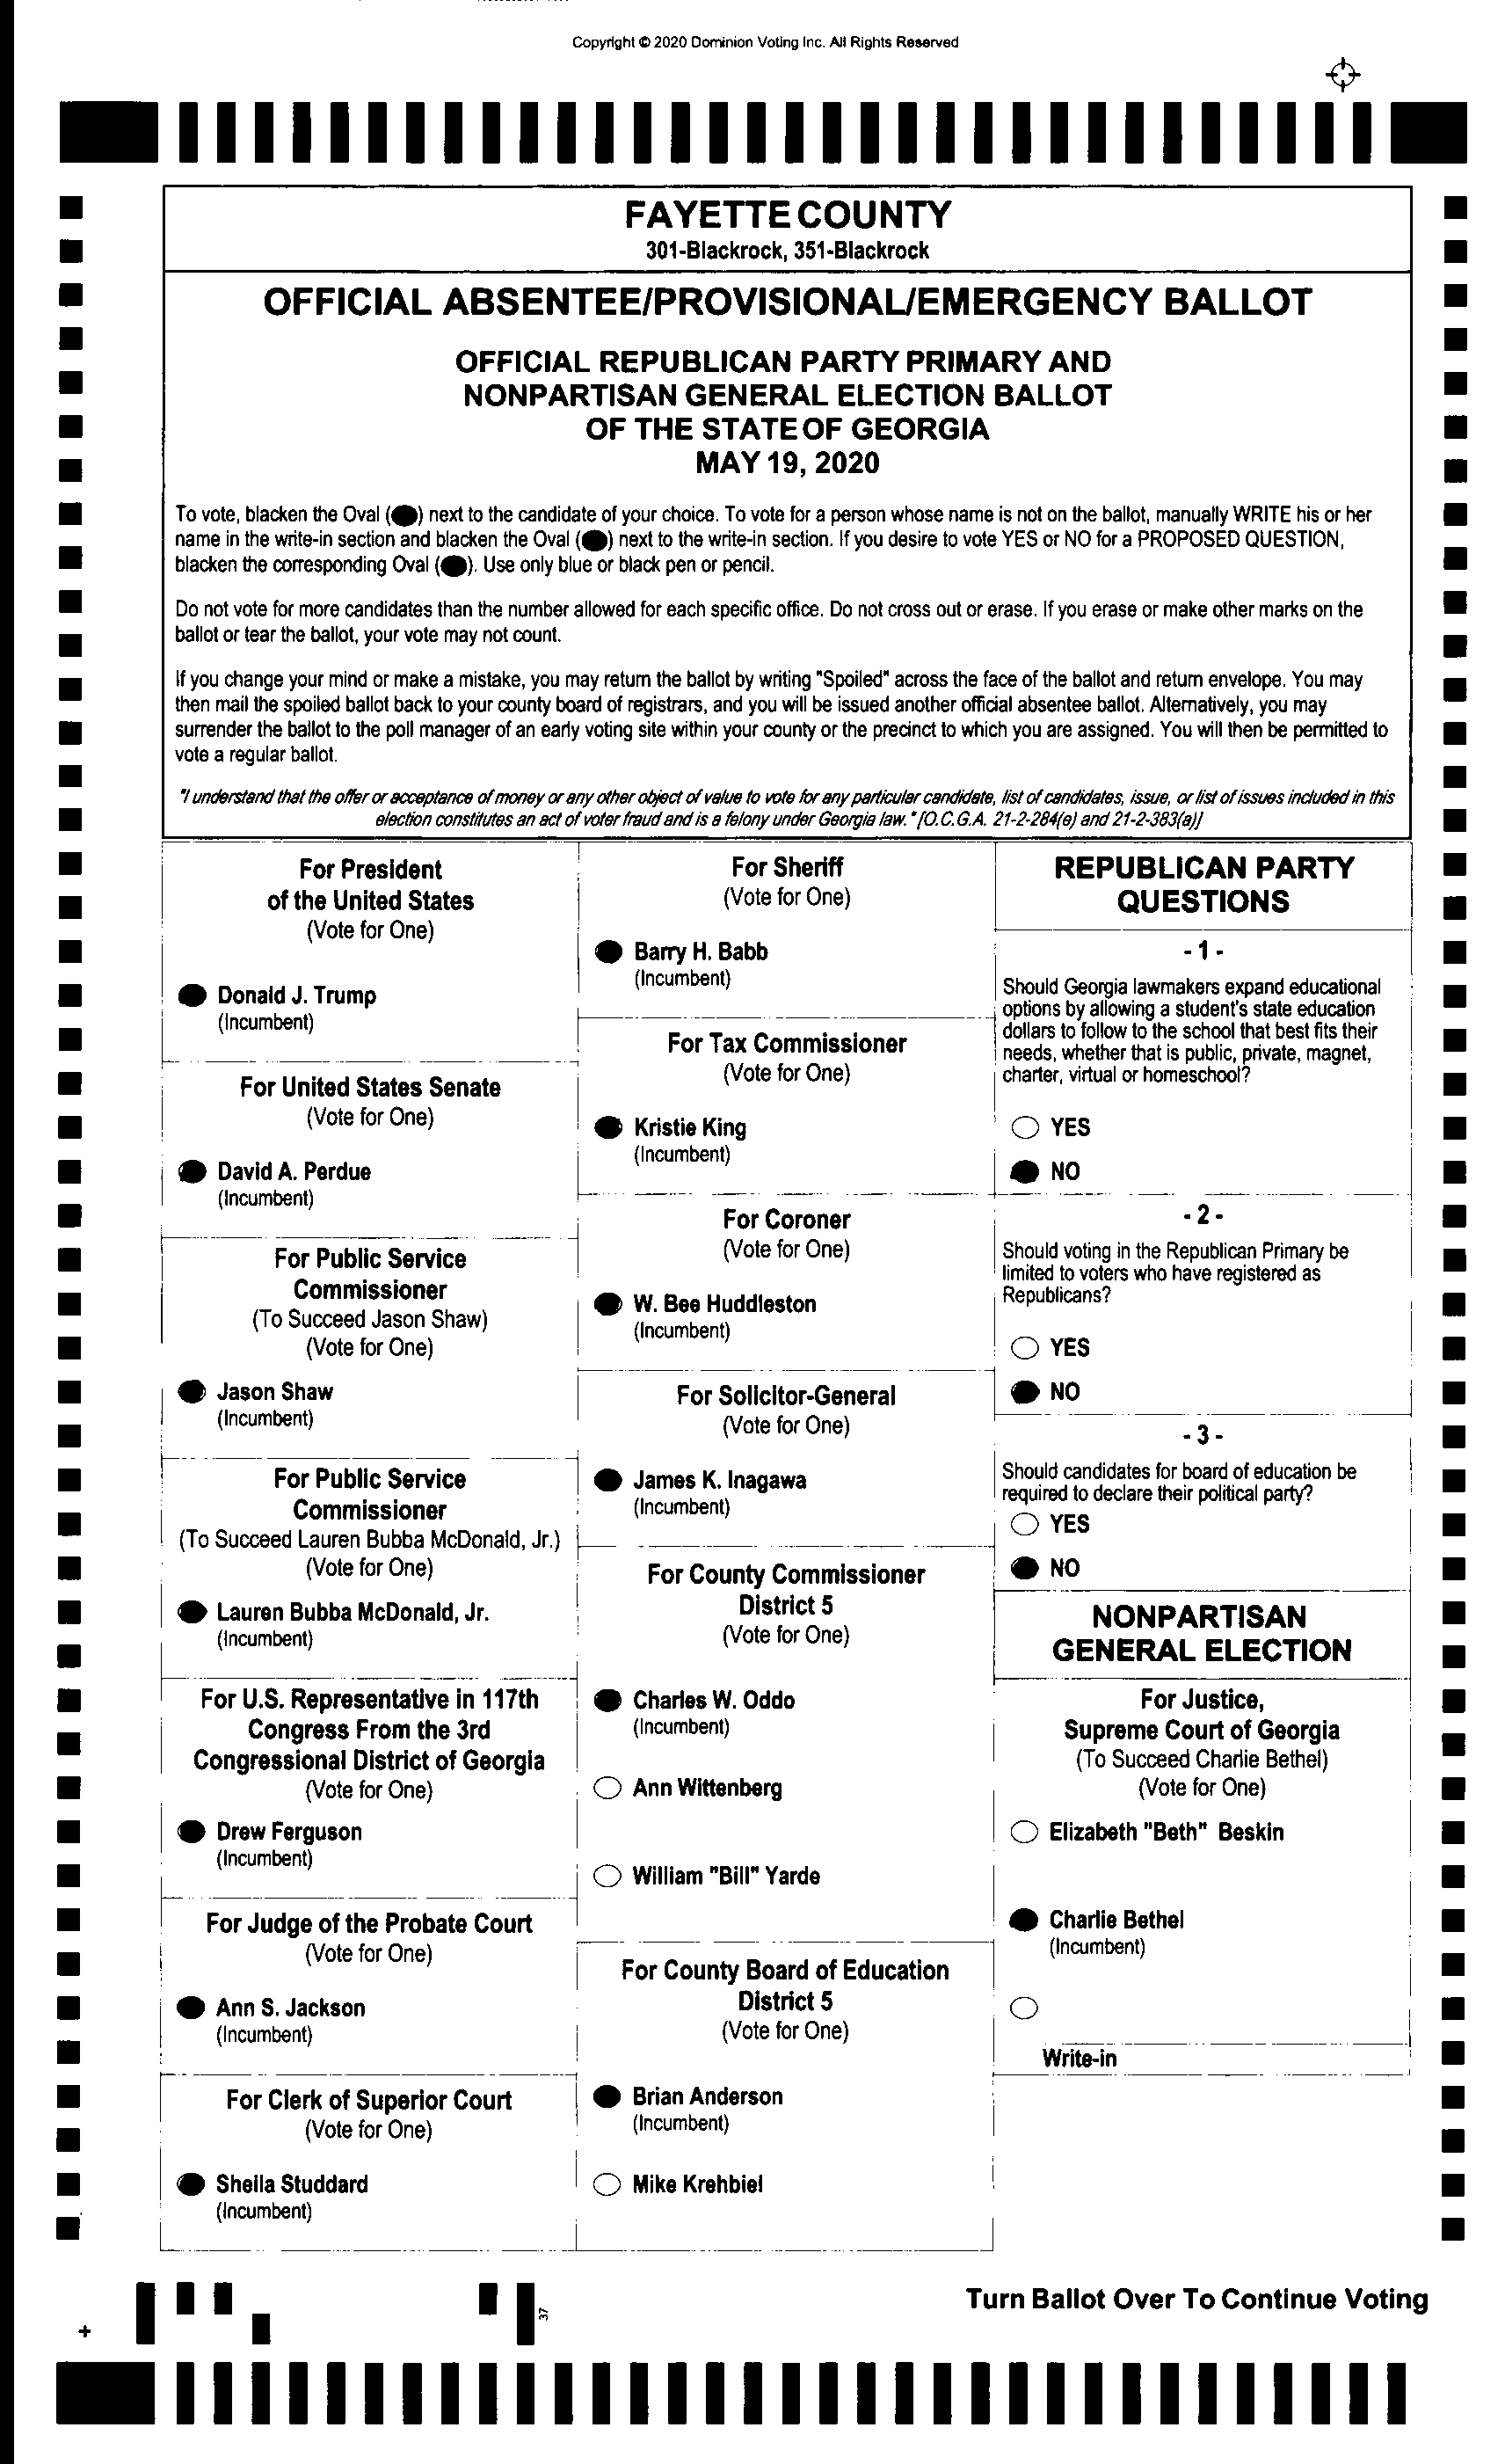 Copyright © 2020 Dominion Voting Inc. All Rights Reserved
FAYETTE COUNTY
301-Blackrock, 351-Blackrock
OFFICIAL ABSENTEE/PROVISIONAL/EMERGENCY BALLOT
OFFICIAL REPUBLICAN PARTY PRIMARY AND
NONPARTISAN GENERAL ELECTION BALLOT
OF THE STATE OF GEORGIA
MAY 19, 2020
To vote, blacken the Oval ( ) next to the candidate of your choice. To vote for a person whose name is not on the ballot, manually WRITE his or her
name in the write-in section and blacken the Oval ( ) next to the write-in section. If you desire to vote YES or NO for a PROPOSED QUESTION,
blacken the corresponding Oval ( ). Use only blue or black pen or pencil.
Do not vote for more candidates than the number allowed for each specific office. Do not cross out or erase. If you erase or make other marks on the
ballot or tear the ballot, your vote may not count.
If you change your mind or make a mistake, you may return the ballot by writing "Spoiled" across the face of the ballot and return envelope. You may
then mail the spoiled ballot back to your county board of registrars, and you will be issued another official absentee ballot. Alternatively, you may
surrender the ballot to the poll manager of an early voting site within your county or the precinct to which you are assigned. You will then be permitted to
vote a regular ballot.
"I understand that the offer or acceptance of money or any other object of value to vote for any particular candidate, list of candidates, issue, or list of issues included in this
election constitutes an act of voter fraud and is a felony under Georgia law." [O.C.G.A. 21-2-284(e) and 21-2-383(a)]
For President
of the United States
(Vote for One)
Donald J. Trump
(Incumbent)
For United States Senate
(Vote for One)
David A. Perdue
(Incumbent)
For Public Service
Commissioner
(To Succeed Jason Shaw)
(Vote for One)
Jason Shaw
(Incumbent)
For Public Service
Commissioner
(To Succeed Lauren Bubba McDonald, Jr.)
(Vote for One)
Lauren Bubba McDonald, Jr.
(Incumbent)
For U.S. Representative in 117th
Congress From the 3rd
Congressional District of Georgia
(Vote for One)
Drew Ferguson
(Incumbent)
For Judge of the Probate Court
(Vote for One)
Ann S. Jackson
(Incumbent)
For Clerk of Superior Court
(Vote for One)
Sheila Studdard
(Incumbent)
For Sheriff
(Vote for One)
Barry H. Babb
(Incumbent)
For Tax Commissioner
(Vote for One)
Kristie King
(Incumbent)
For Coroner
(Vote for One)
W. Bee Huddleston
(Incumbent)
For Solicitor-General
(Vote for One)
James K. Inagawa
(Incumbent)
For County Commissioner
District 5
(Vote for One)
Charles W. Oddo
(Incumbent)
Ann Wittenberg
William "Bill" Yarde
For County Board of Education
District 5
(Vote for One)
Brian Anderson
(Incumbent)
Mike Krehbiel
REPUBLICAN PARTY
QUESTIONS
- 1 -
Should Georgia lawmakers expand educational
options by allowing a student's state education
dollars to follow to the school that best fits their
needs, whether that is public, private, magnet,
charter, virtual or homeschool?
YES
NO
- 2 -
Should voting in the Republican Primary be
limited to voters who have registered as
Republicans?
YES
NO
- 3 -
Should candidates for board of education be
required to declare their political party?
YES
NO
NONPARTISAN
GENERAL ELECTION
For Justice,
Supreme Court of Georgia
(To Succeed Charlie Bethel)
(Vote for One)
Elizabeth "Beth" Beskin
Charlie Bethel
(Incumbent)
Write-in
Turn Ballot Over To Continue Voting
37
+